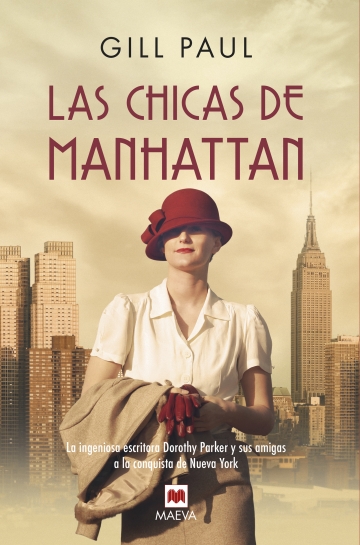 GILL PAUL
LAS CHICAS DE
MANHATTAN
La ingeniosa escritora Dorothy Parker y sus amigas
a la conquista de Nueva York
MAEVA